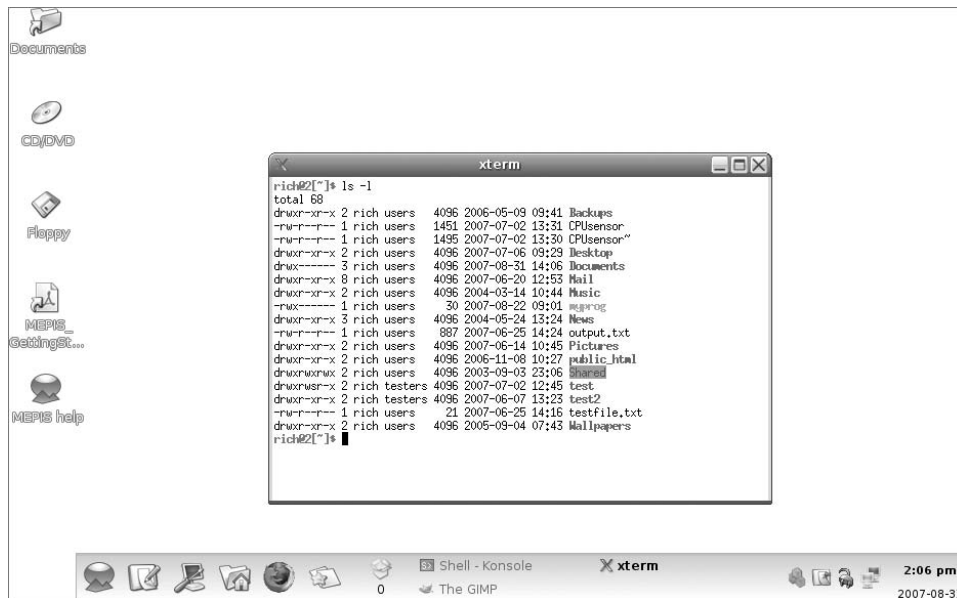 Documents
CD/DVD
Floppy
MEPIS_
GettingSt...
MEPIS help
xterm
rich@2[~]$ ls -l
total 68
drwxr-xr-x 2 rich users 4096 2006-05-09 09:41 Backups
-rw-r--r-- 1 rich users 1451 2007-07-02 13:31 CPUsensor
-rw-r--r-- 1 rich users 1495 2007-07-02 13:30 CPUsensor~
drwxr-xr-x 2 rich users 4096 2007-07-06 09:29 Desktop
drwx------ 3 rich users 4096 2007-08-31 14:06 Documents
drwxr-xr-x 8 rich users 4096 2007-06-20 12:53 Mail
drwxr-xr-x 2 rich users 4096 2004-03-14 10:44 Music
-rwx------ 1 rich users 30 2007-08-22 09:01 myprog
drwxr-xr-x 3 rich users 4096 2004-05-24 13:24 News
-rw-r--r-- 1 rich users 887 2007-06-25 14:24 output.txt
drwxr-xr-x 2 rich users 4096 2007-06-14 10:45 Pictures
drwxr-xr-x 2 rich users 4096 2006-11-08 10:27 public_html
drwxrwxrwx 2 rich users 4096 2003-09-03 23:06 Shared
drwxrwsr-x 2 rich testers 4096 2007-07-02 12:45 test
drwxr-xr-x 2 rich testers 4096 2007-06-07 13:23 test2
-rw-r--r-- 1 rich users 21 2007-06-25 14:16 testfile.txt
drwxr-xr-x 2 rich users 4096 2005-09-04 07:43 Wallpapers
rich@2[~]$
0
Shell - Konsole
The GIMP
xterm
2:06 pm
2007-08-3